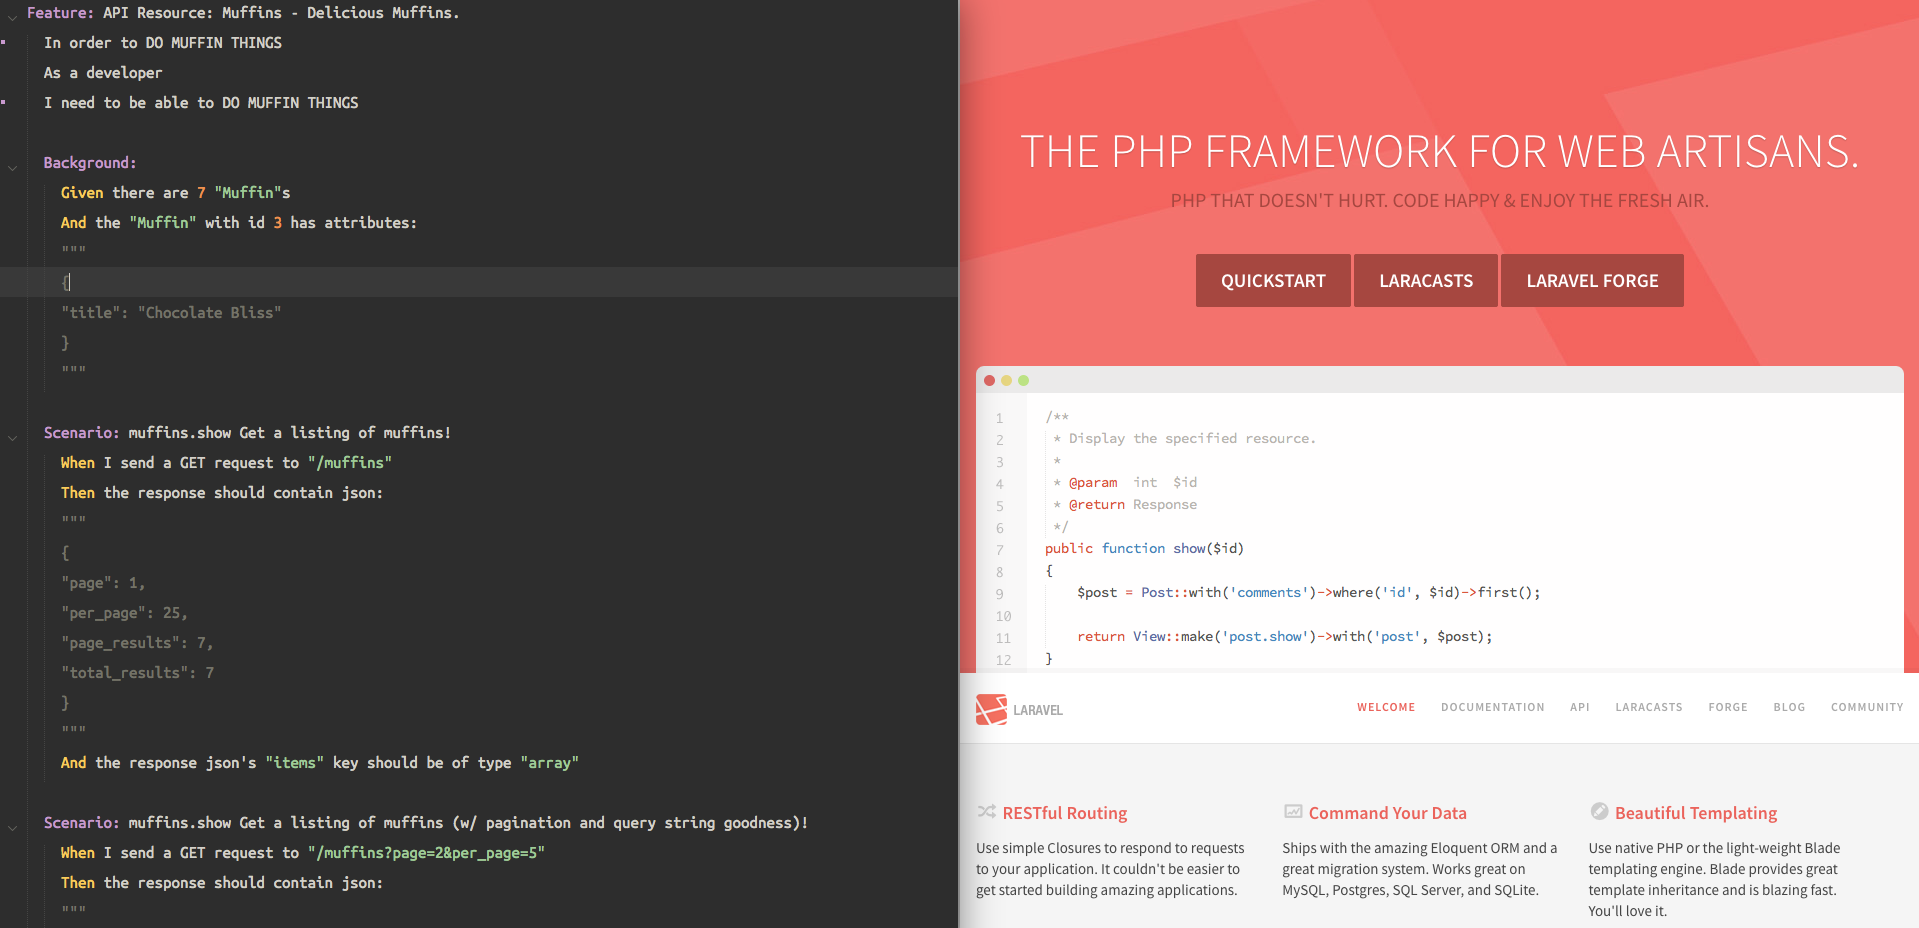 Feature: API Resource: Muffins - Delicious Muffins.
In order to DO MUFFIN THINGS
As a developer
I need to be able to DO MUFFIN THINGS
Background:
Given there are 7 "Muffin"s
And the "Muffin" with id 3 has attributes:
"""
{
"title": "Chocolate Bliss"
}
"""
Scenario: muffins.show Get a listing of muffins!
When I send a GET request to "/muffins"
Then the response should contain json:
"""
{
"page": 1,
"per_page": 25,
"page_results": 7,
"total_results": 7
}
"""
And the response json's "items" key should be of type "array"
Scenario: muffins.show Get a listing of muffins (w/ pagination and query string goodness)!
When I send a GET request to "/muffins?page=2&per_page=5"
Then the response should contain json:
"""
THE PHP FRAMEWORK FOR WEB ARTISANS.
PHP THAT DOESN'T HURT. CODE HAPPY & ENJOY THE FRESH AIR.
QUICKSTART LARACASTS LARAVEL FORGE
1 /**
2 * Display the specified resource.
3 *
4 * @param int $id
5 * @return Response
6 */
7 public function show($id)
8 {
9 $post = Post::with('comments')->where('id', $id)->first();
10
11 return View::make('post.show')->with('post', $post);
12 }
LARAVEL WELCOME DOCUMENTATION API LARACASTS FORGE BLOG COMMUNITY
RESTful Routing
Use simple Closures to respond to requests
to your application. It couldn't be easier to
get started building amazing applications.
Command Your Data
Ships with the amazing Eloquent ORM and a
great migration system. Works great on
MySQL, Postgres, SQL Server, and SQLite.
Beautiful Templating
Use native PHP or the light-weight Blade
templating engine. Blade provides great
template inheritance and is blazing fast.
You'll love it.